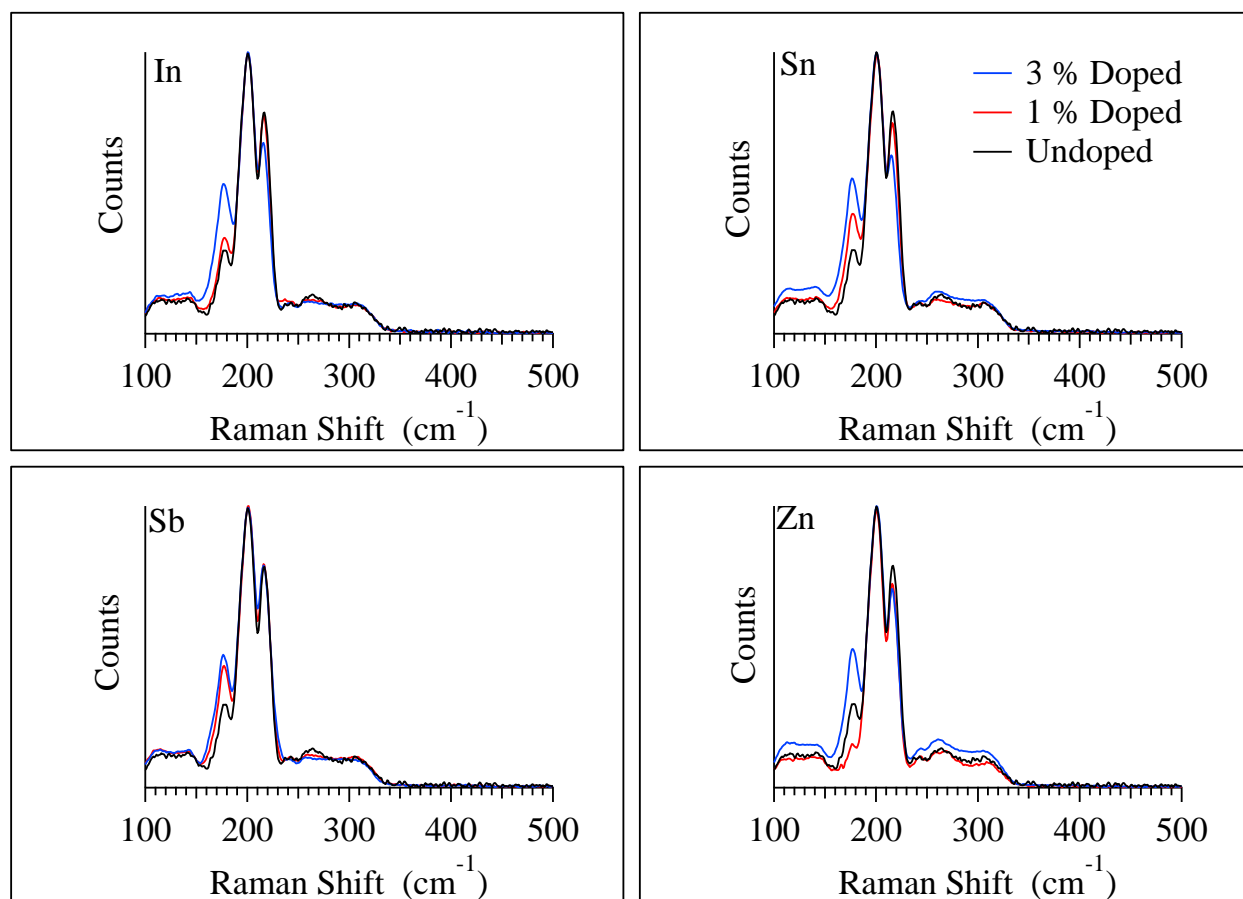 In
Counts
100 200 300 400 500
Raman Shift (cm-1)
Sn
3 % Doped
1 % Doped
Undoped
Counts
100 200 300 400 500
Raman Shift (cm-1)
Sb
Counts
100 200 300 400 500
Raman Shift (cm-1)
Zn
Counts
100 200 300 400 500
Raman Shift (cm-1)